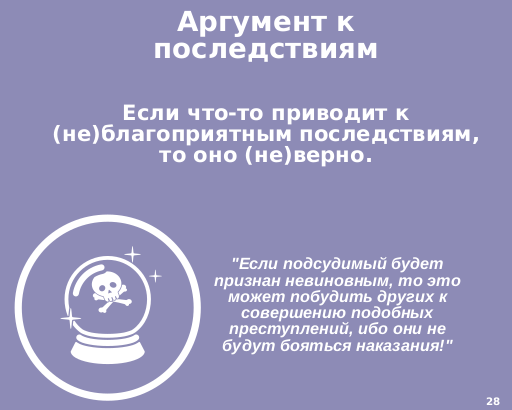 Аргумент к
последствиям
Если что-то приводит к
(не)благоприятным последствиям,
то оно (не)верно.
"Если подсудимый будет
признан невиновным, то это
может побудить других к
совершению подобных
преступлений, ибо они не
будут бояться наказания!"
28